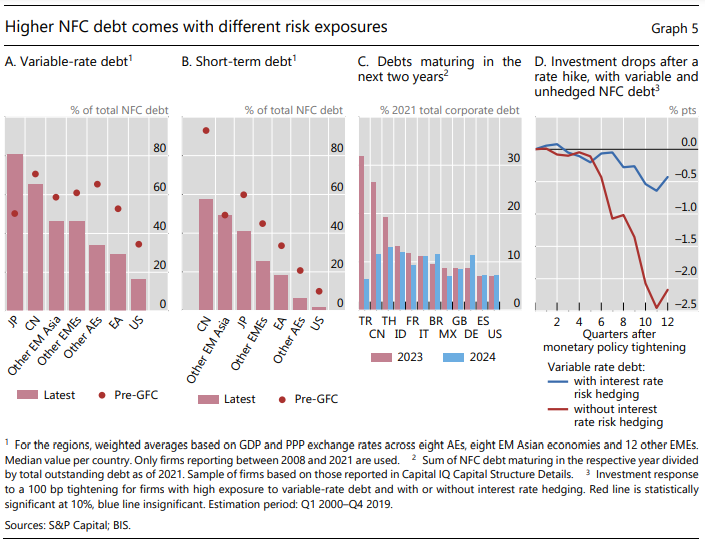 Higher NFC debt comes with different risk exposures
Graph 5
A. Variable-rate debt1
B. Short-term debt1
C. Debts maturing in the
next two years2
D. Investment drops after a
rate hike, with variable and
unhedged NFC debt3
% of total NFC debt
% of total NFC debt
% 2021 total corporate debt
% pts
80
60
40
20
0
JP
CN
Other EM Asia
Other EMEs
Other AEs
EA
US
Latest
Pre-GFC
80
60
40
20
0
CN
Other EM Asia
JP
Other EMEs
EA
Other AEs
US
Latest
Pre-GFC
30
20
10
0
TR
TH
FR
BR
GB
ES
CN
ID
IT
MX
DE
US
2023
2024
0.0
–0.5
–1.0
–1.5
–2.0
–2.5
2
4
6
8
10
12
Quarters after
monetary policy tightening
Variable rate debt:
with interest rate
risk hedging
without interest
rate risk hedging
1 For the regions, weighted averages based on GDP and PPP exchange rates across eight AEs, eight EM Asian economies and 12 other EMEs.
Median value per country. Only firms reporting between 2008 and 2021 are used. 2 Sum of NFC debt maturing in the respective year divided
by total outstanding debt as of 2021. Sample of firms based on those reported in Capital IQ Capital Structure Details. 3 Investment response
to a 100 bp tightening for firms with high exposure to variable-rate debt and with or without interest rate hedging. Red line is statistically
significant at 10%, blue line insignificant. Estimation period: Q1 2000–Q4 2019.
Sources: S&P Capital; BIS.